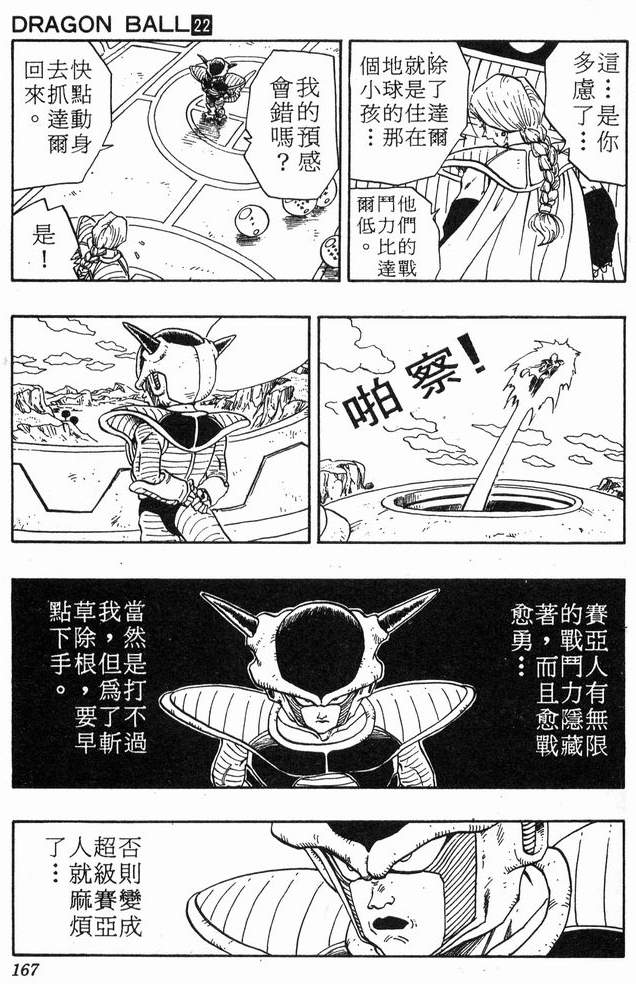 DRAGON BALL 22
這…是你
多慮了…
除了達爾
就是住在
地球的那
個小孩…
他們的戰
鬥力比達
爾低。
我的預感
會錯嗎？
快點動身
去抓達爾
回來。
是！
啪察！
賽亞人有無限
的戰鬥力隱藏
著，而且愈戰
愈勇…
當然是打不過
我，但為了斬
草除根，要早
點下手。
否則變成
超級賽亞
人就麻煩
了…
167